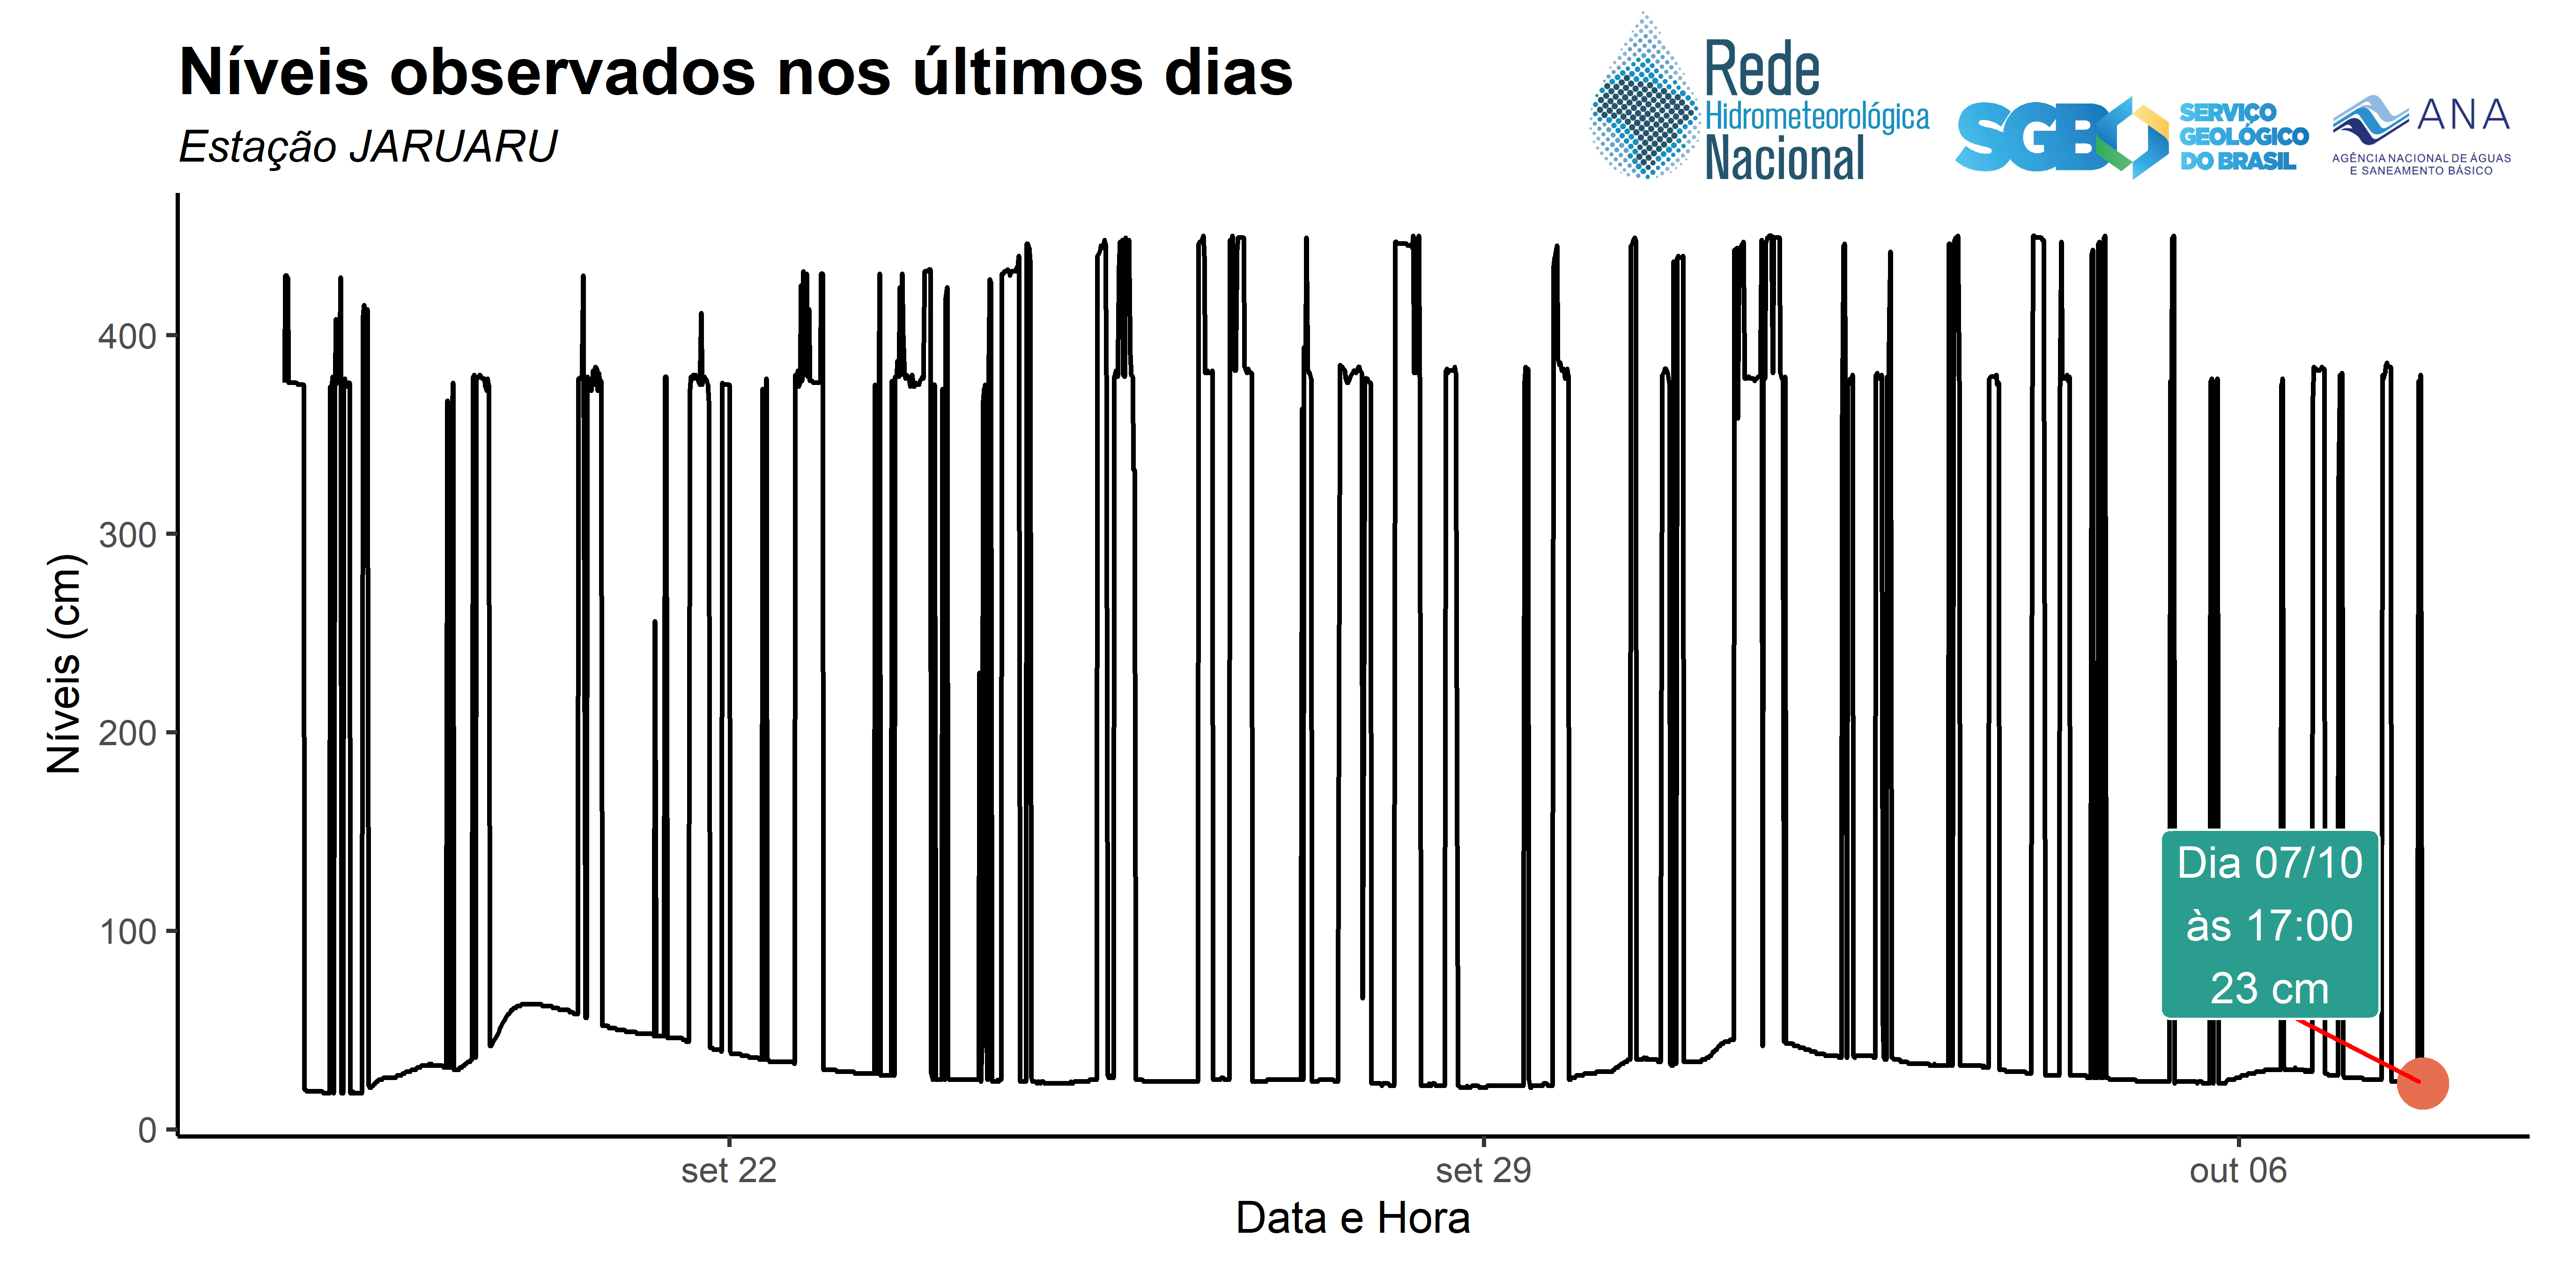 Níveis observados nos últimos dias
Estação JARUARU
Rede
Hidrometeorológica
Nacional
SGB
SERVIÇO
GEOLÓGICO
DO BRASIL
ANA
AGÊNCIA NACIONAL DE ÁGUAS
E SANEAMENTO BÁSICO
Níveis (cm)
400
300
200
100
0
Dia 07/10
às 17:00
23 cm
set 22
set 29
out 06
Data e Hora